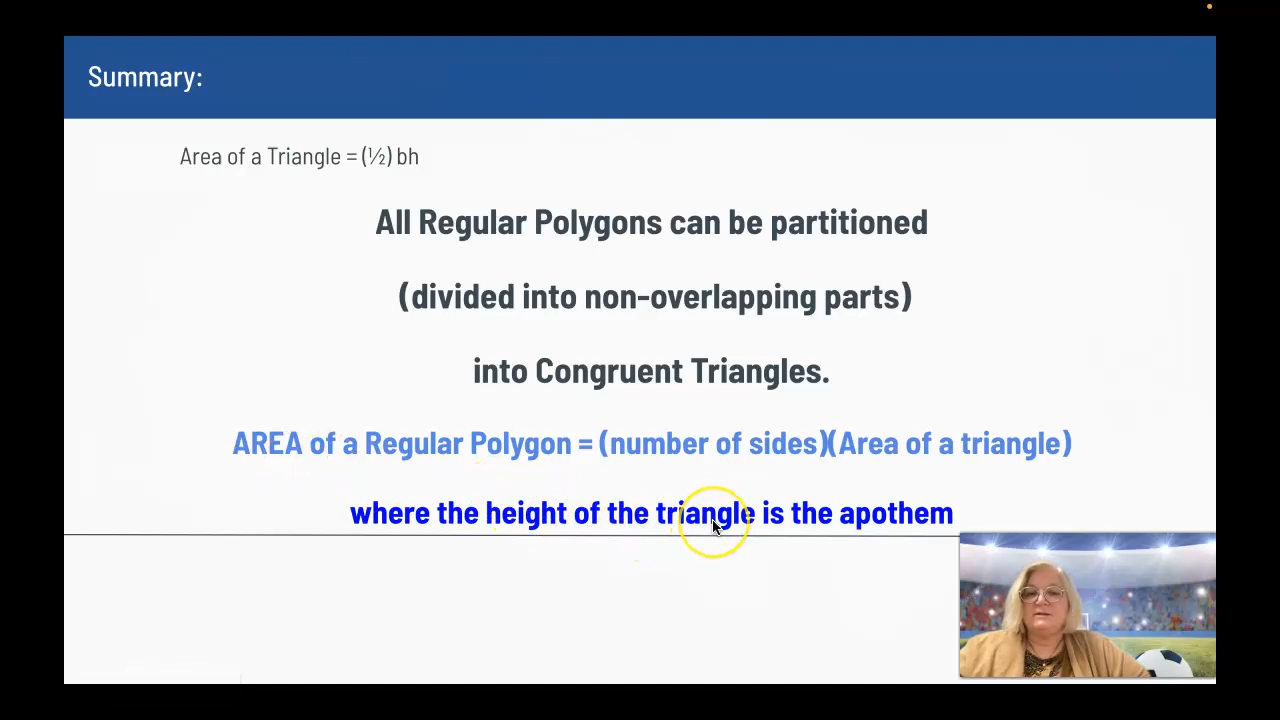 Summary:
Area of a Triangle = (½) bh
All Regular Polygons can be partitioned
(divided into non-overlapping parts)
into Congruent Triangles.
AREA of a Regular Polygon = (number of sides)(Area of a triangle)
where the height of the triangle is the apothem